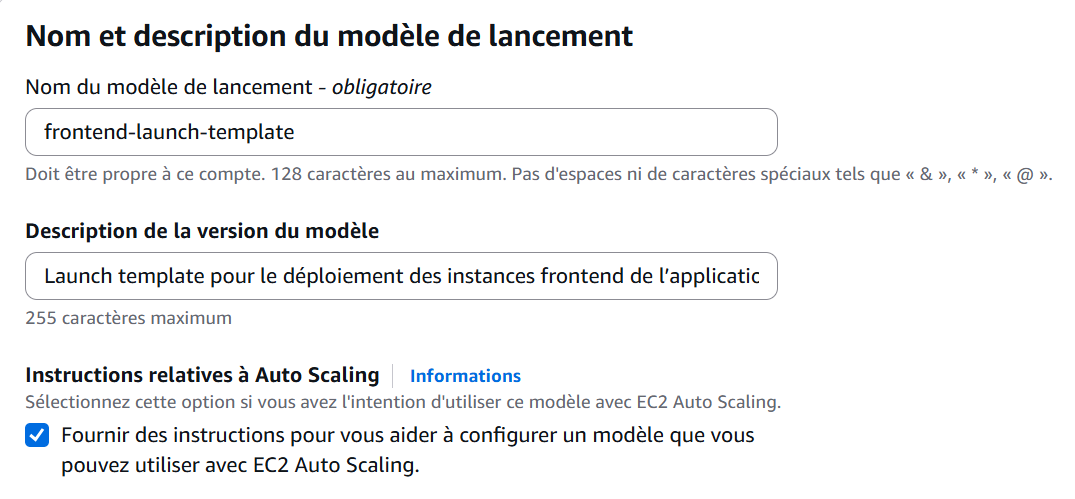 Nom et description du modèle de lancement
Nom du modèle de lancement - obligatoire
frontend-launch-template
Doit être propre à ce compte. 128 caractères au maximum. Pas d'espaces ni de caractères spéciaux tels que « & », « * », « @ ».
Description de la version du modèle
Launch template pour le déploiement des instances frontend de l’applicatic
255 caractères maximum
Instructions relatives à Auto Scaling Informations
Sélectionnez cette option si vous avez l'intention d'utiliser ce modèle avec EC2 Auto Scaling.
Fournir des instructions pour vous aider à configurer un modèle que vous
pouvez utiliser avec EC2 Auto Scaling.